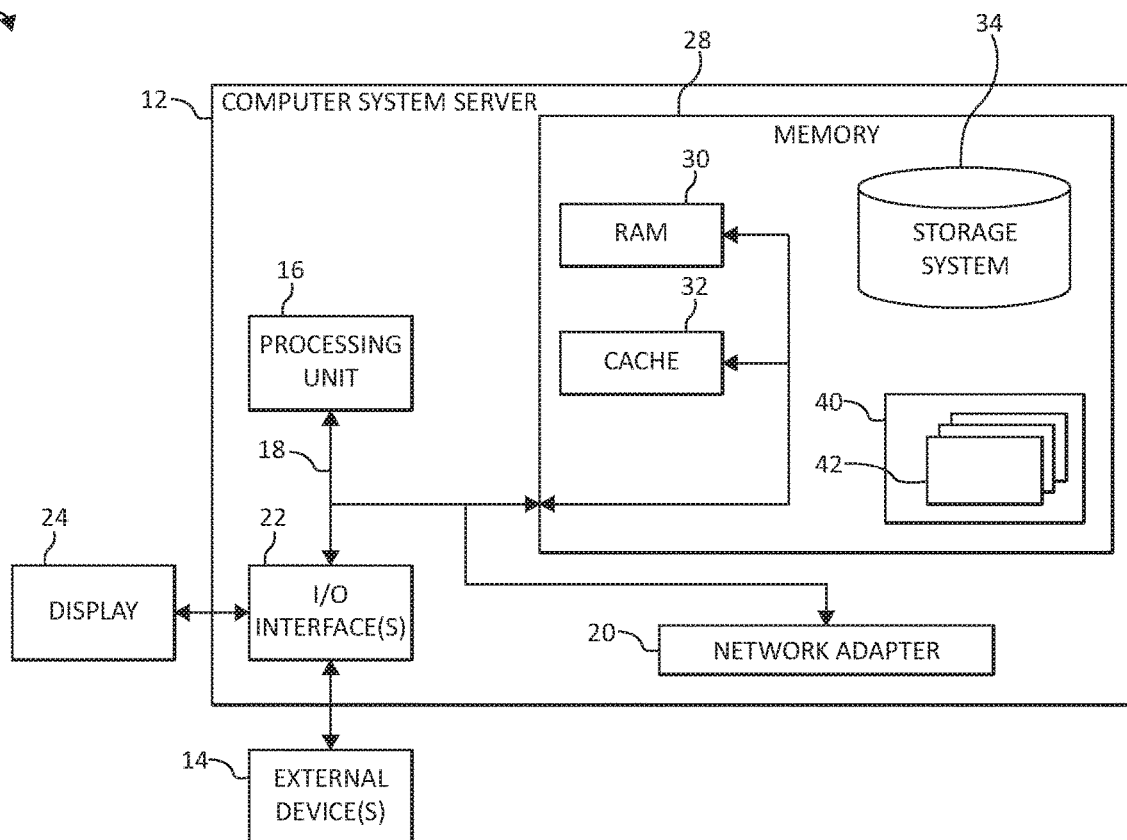 34
28
12
COMPUTER SYSTEM SERVER
MEMORY
30
RAM
STORAGE
SYSTEM
16
32
PROCESSING
UNIT
CACHE
40
18
42
24
22
DISPLAY
I/O
INTERFACE(S)
20
NETWORK ADAPTER
14
EXTERNAL
DEVICE(S)